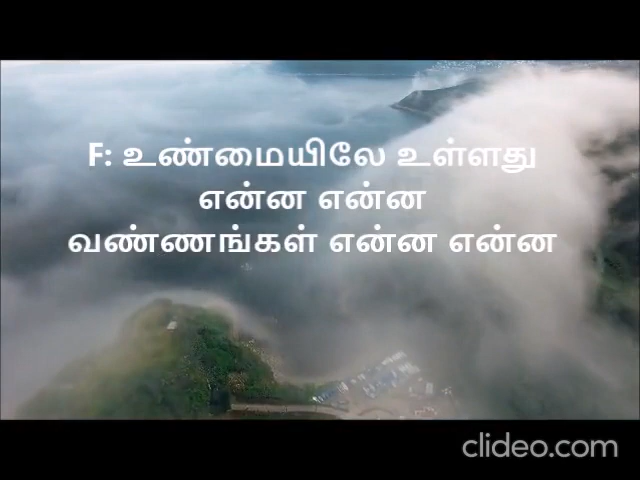 F: உண்மையிலே உள்ளது
என்ன என்ன
வண்ணங்கள் என்ன என்ன
clideo.com